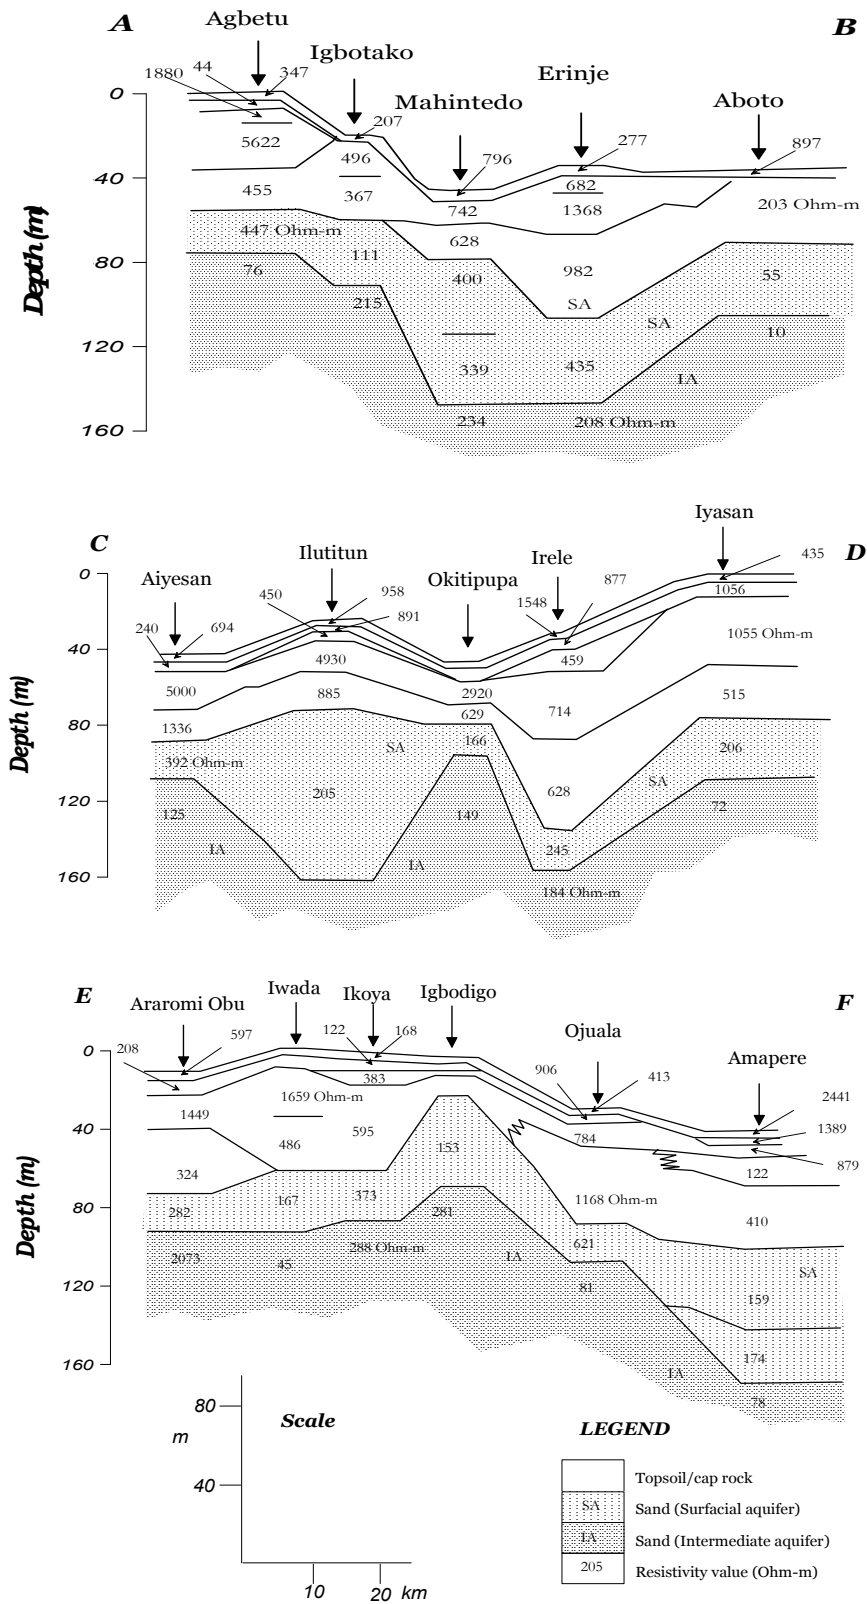 A
B
Agbetu
Igbotako
Mahintedo
Erinje
Aboto
1880
44
347
207
796
277
897
0
40
80
120
160
Depth (m)
5622
455
447 Ohm-m
76
496
367
111
215
742
628
400
339
234
682
1368
982
SA
435
208 Ohm-m
SA
IA
203 Ohm-m
55
10
C
D
Aiyesan
Ilutitun
Okitipupa
Irele
Iyasan
240
694
450
958
891
1548
877
435
0
40
80
120
160
Depth (m)
5000
1336
392 Ohm-m
125
IA
4930
885
205
SA
IA
2920
629
166
149
459
714
628
245
184 Ohm-m
SA
1056
1055 Ohm-m
515
206
72
E
F
Araromi Obu
Iwada
Ikoya
Igbodigo
Ojuala
Amapere
208
597
122
168
906
413
2441
1389
879
0
40
80
120
160
Depth (m)
1449
324
282
2073
1659 Ohm-m
486
167
45
383
595
373
288 Ohm-m
153
281
IA
784
1168 Ohm-m
621
81
IA
122
410
SA
159
174
78
80
m
40
Scale
10
20 km
LEGEND
Topsoil/cap rock
SA Sand (Surfacial aquifer)
IA Sand (Intermediate aquifer)
205 Resistivity value (Ohm-m)